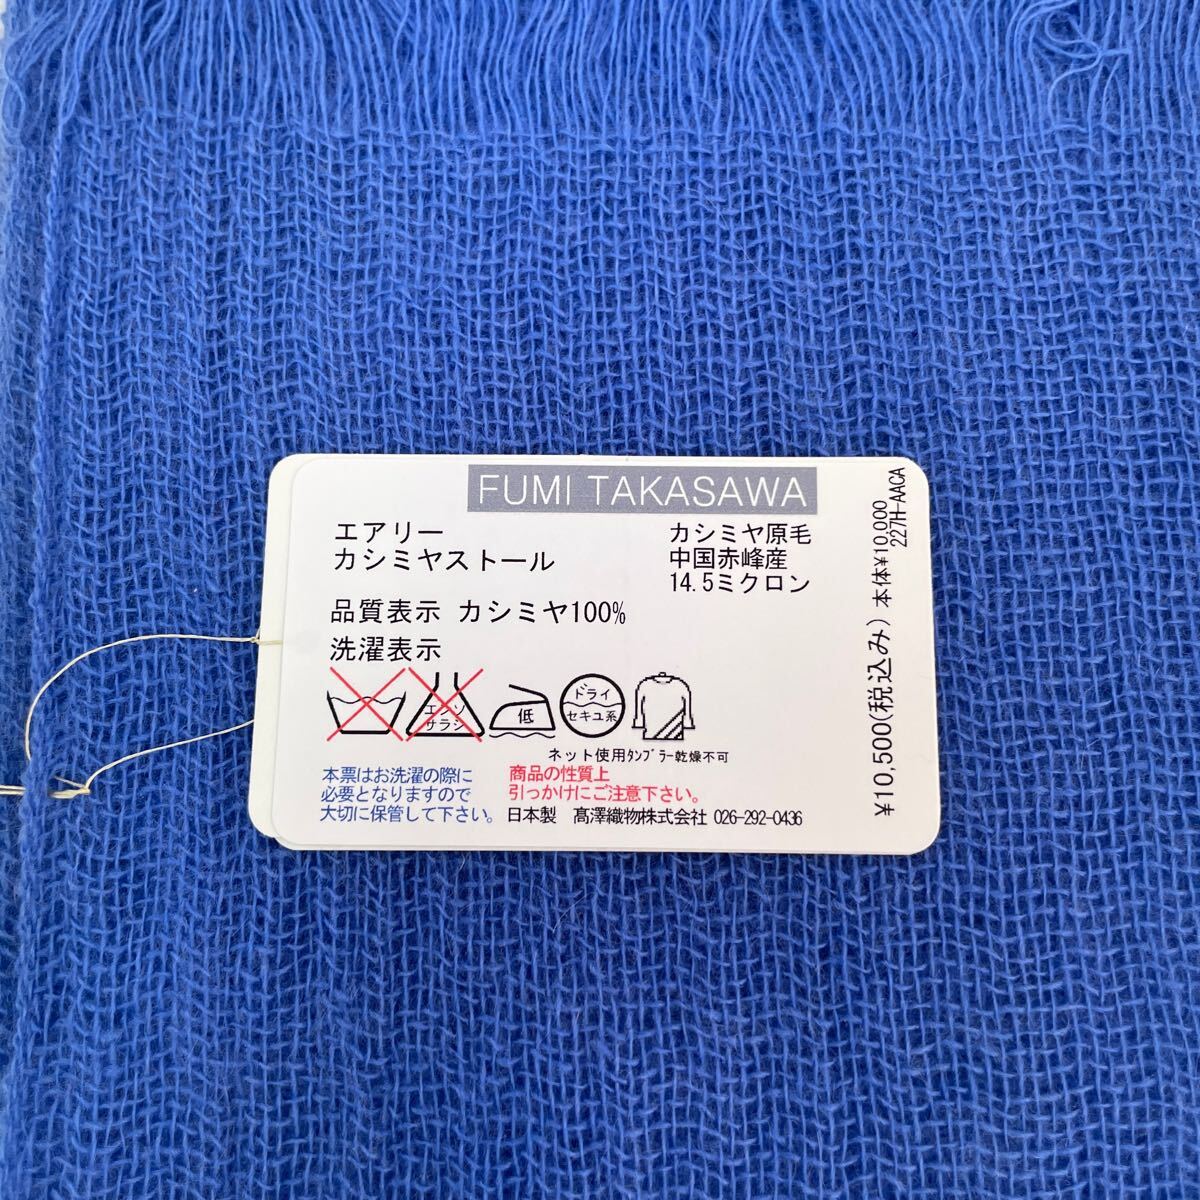 FUMI TAKASAWA
エアリー
カシミヤストール
カシミヤ原毛
中国赤峰産
14.5ミクロン
品質表示 カシミヤ100%
洗濯表示
エンソ
サラシ
低
ドライ
セキユ系
ネット使用ﾀﾝﾌﾞﾗｰ乾燥不可
本票はお洗濯の際に
必要となりますので
大切に保管して下さい。
商品の性質上
引っかけにご注意下さい。
日本製 髙澤織物株式会社 026-292-0436
¥10,500(税込み) 本体¥10,000
227H-AACA